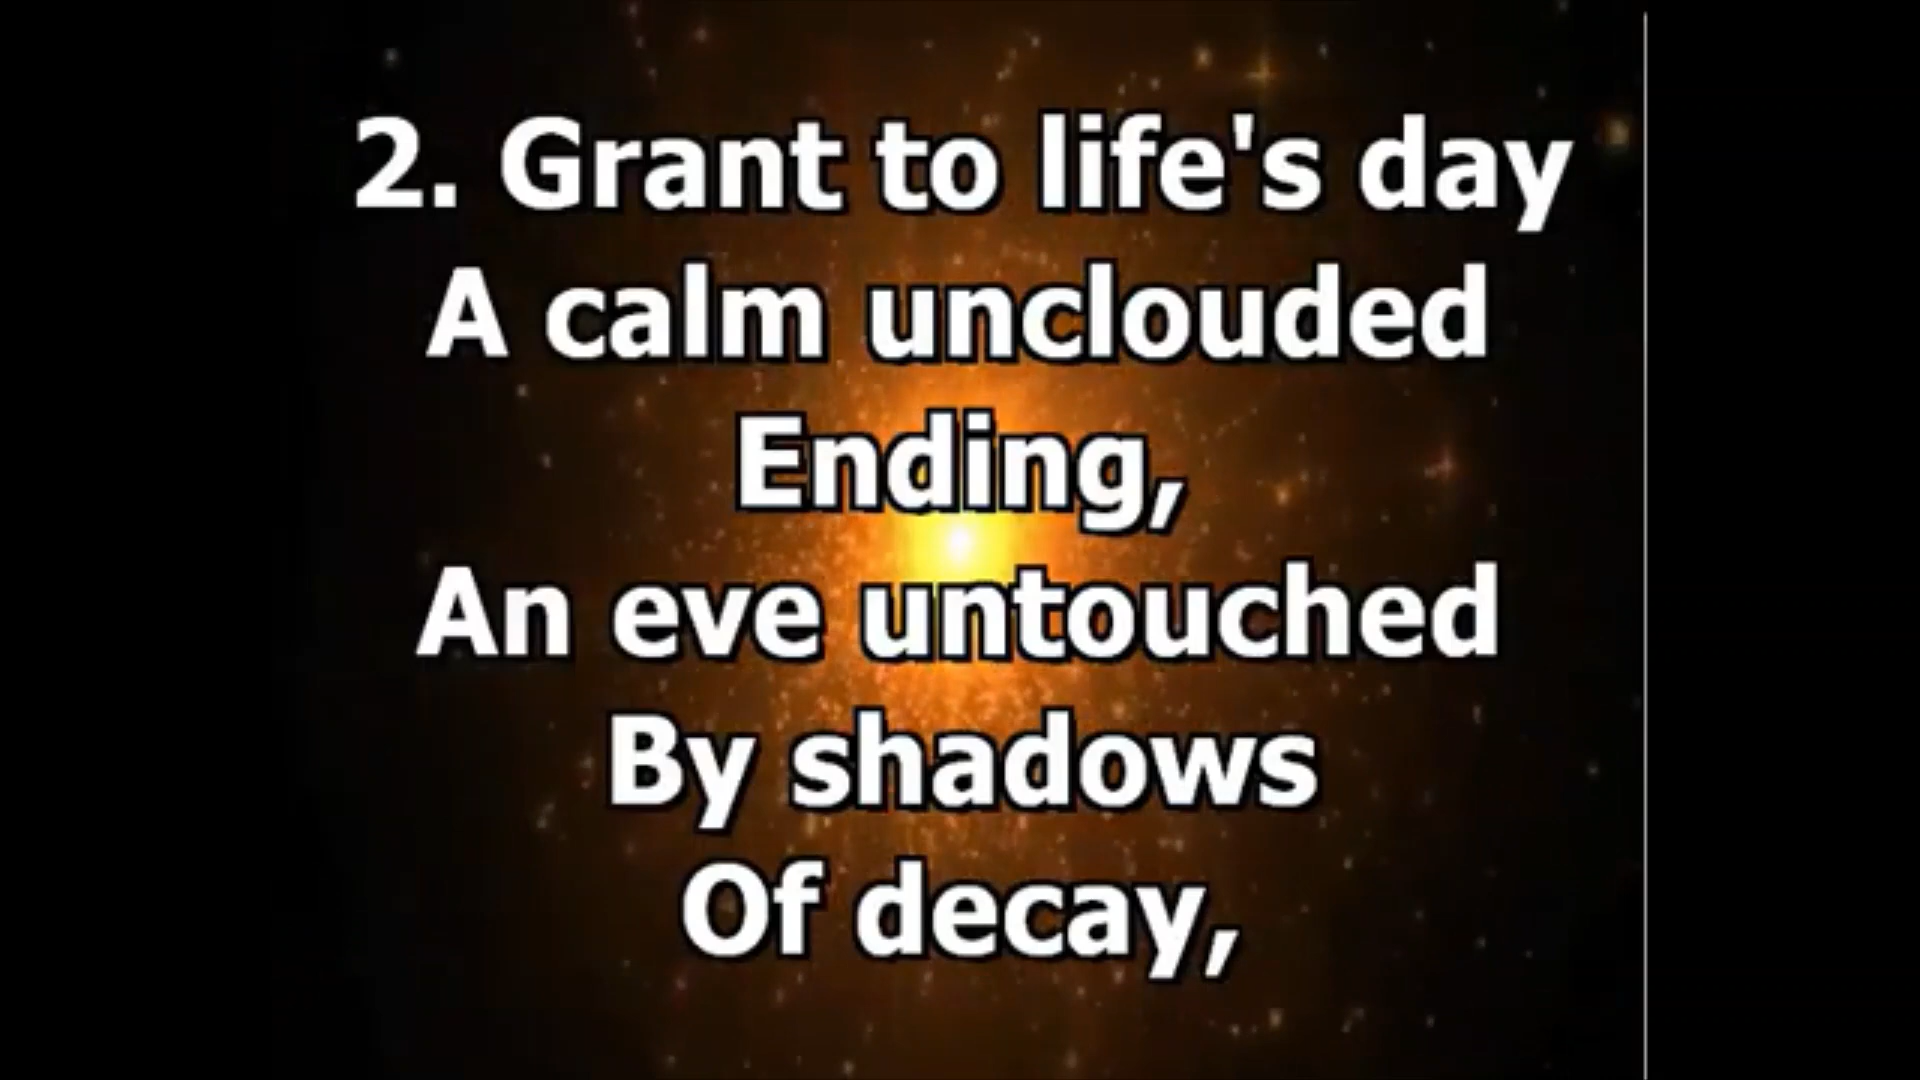 2. Grant to life's day
A calm unclouded
Ending,
An eve untouched
By shadows
Of decay,